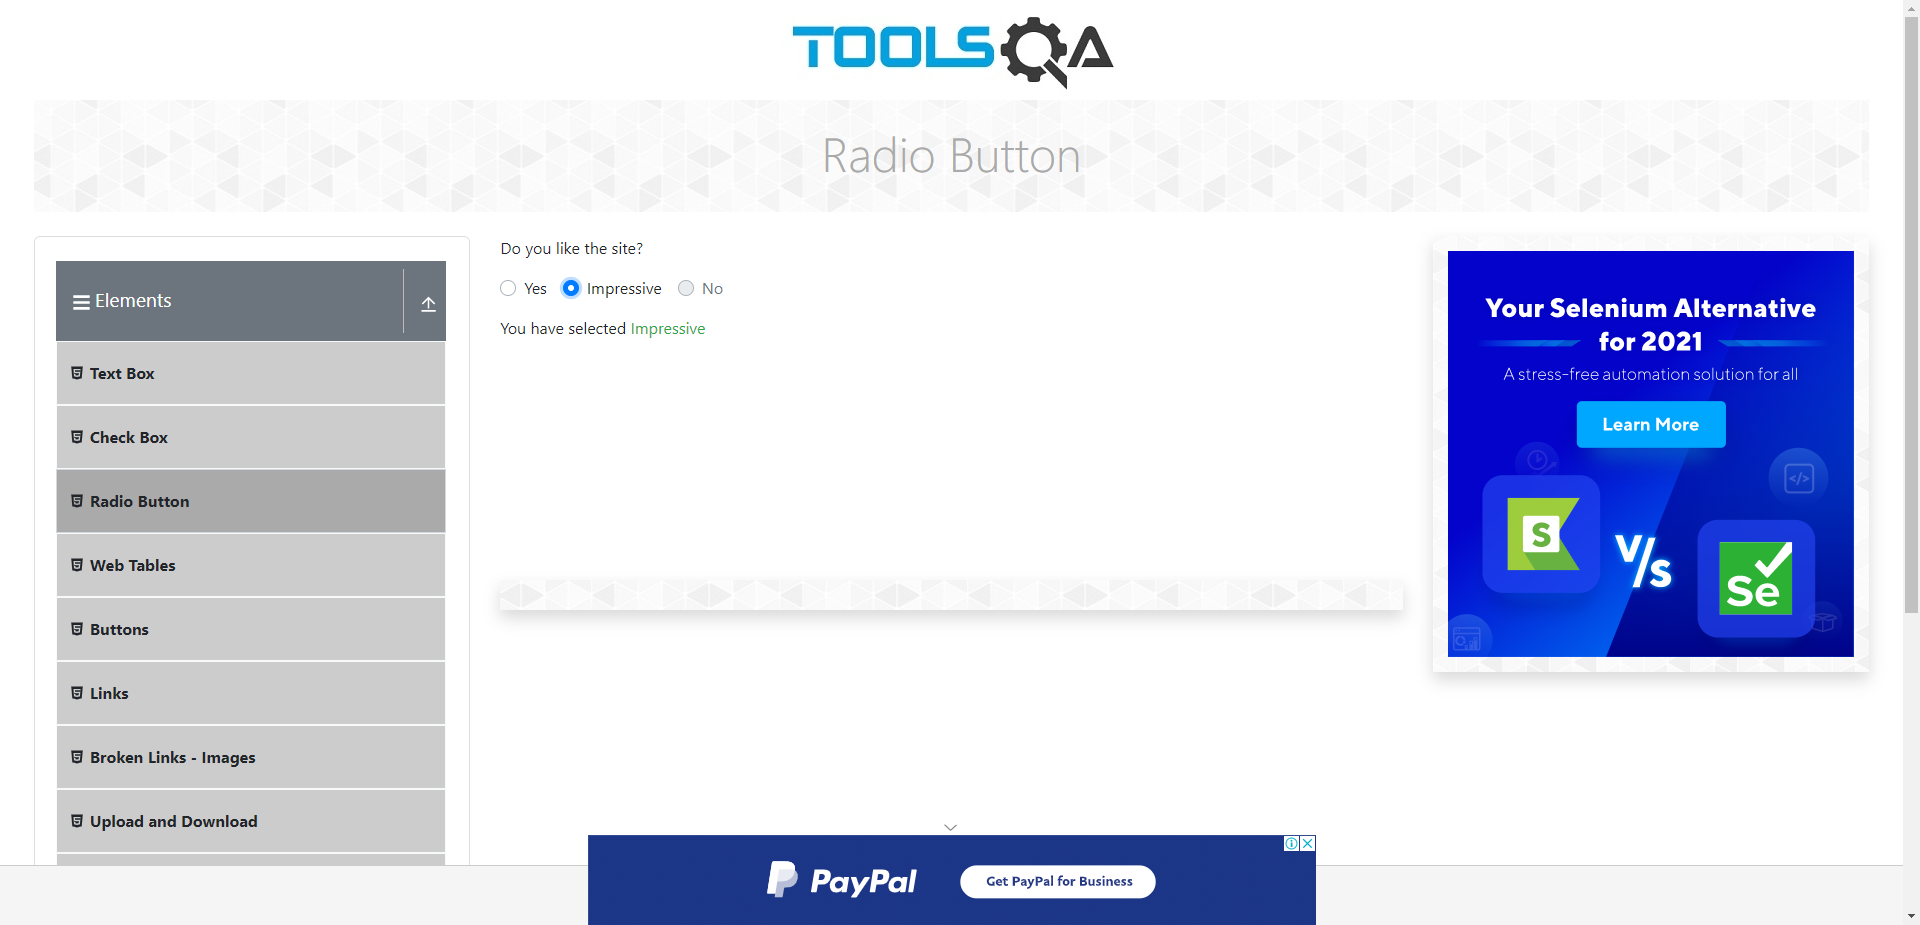 TOOLSQA
Radio Button
Elements
Text Box
Check Box
Radio Button
Web Tables
Buttons
Links
Broken Links - Images
Upload and Download
Do you like the site?
Yes Impressive No
You have selected Impressive
Your Selenium Alternative
for 2021
A stress-free automation solution for all
Learn More
</>
S
V/s
Se
PayPal
Get PayPal for Business